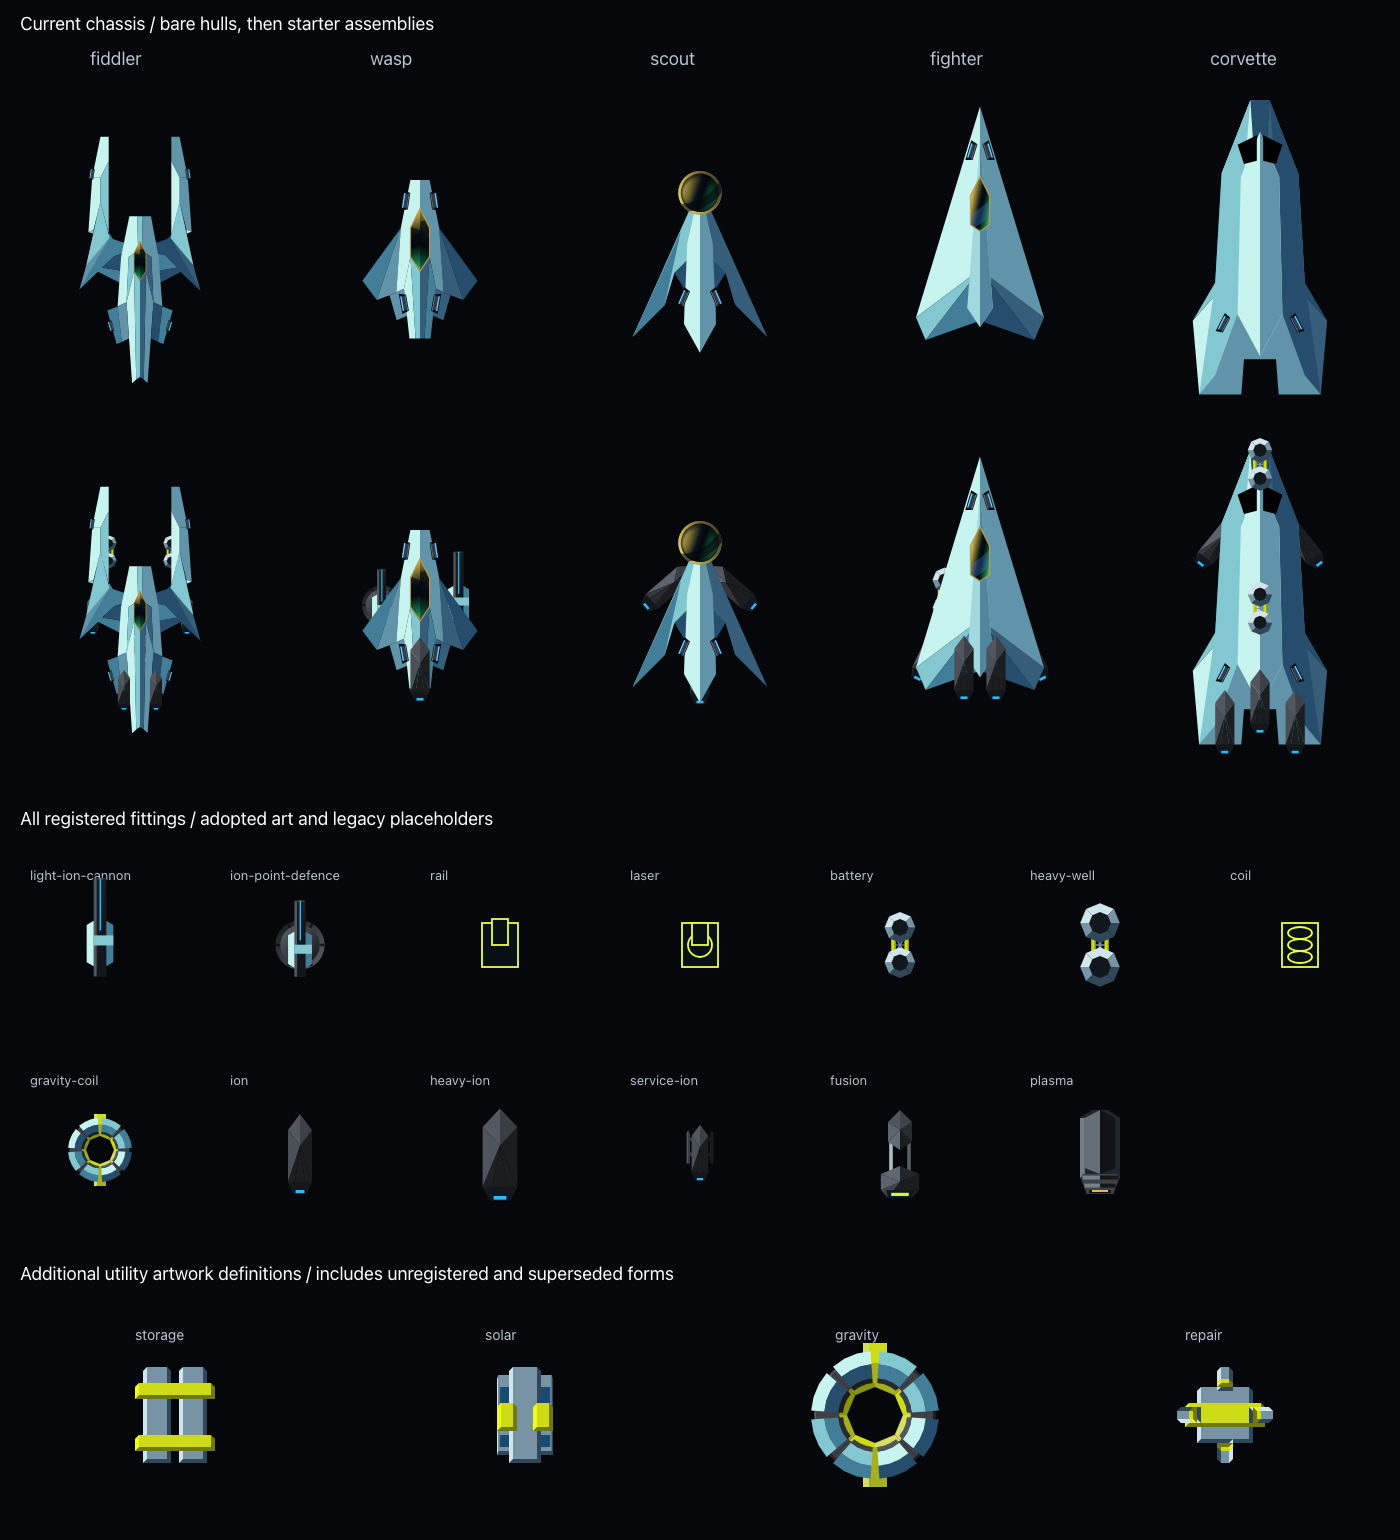 Current chassis / bare hulls, then starter assemblies
fiddler wasp scout fighter corvette
All registered fittings / adopted art and legacy placeholders
light-ion-cannon ion-point-defence rail laser battery heavy-well coil
gravity-coil ion heavy-ion service-ion fusion plasma
Additional utility artwork definitions / includes unregistered and superseded forms
storage solar gravity repair